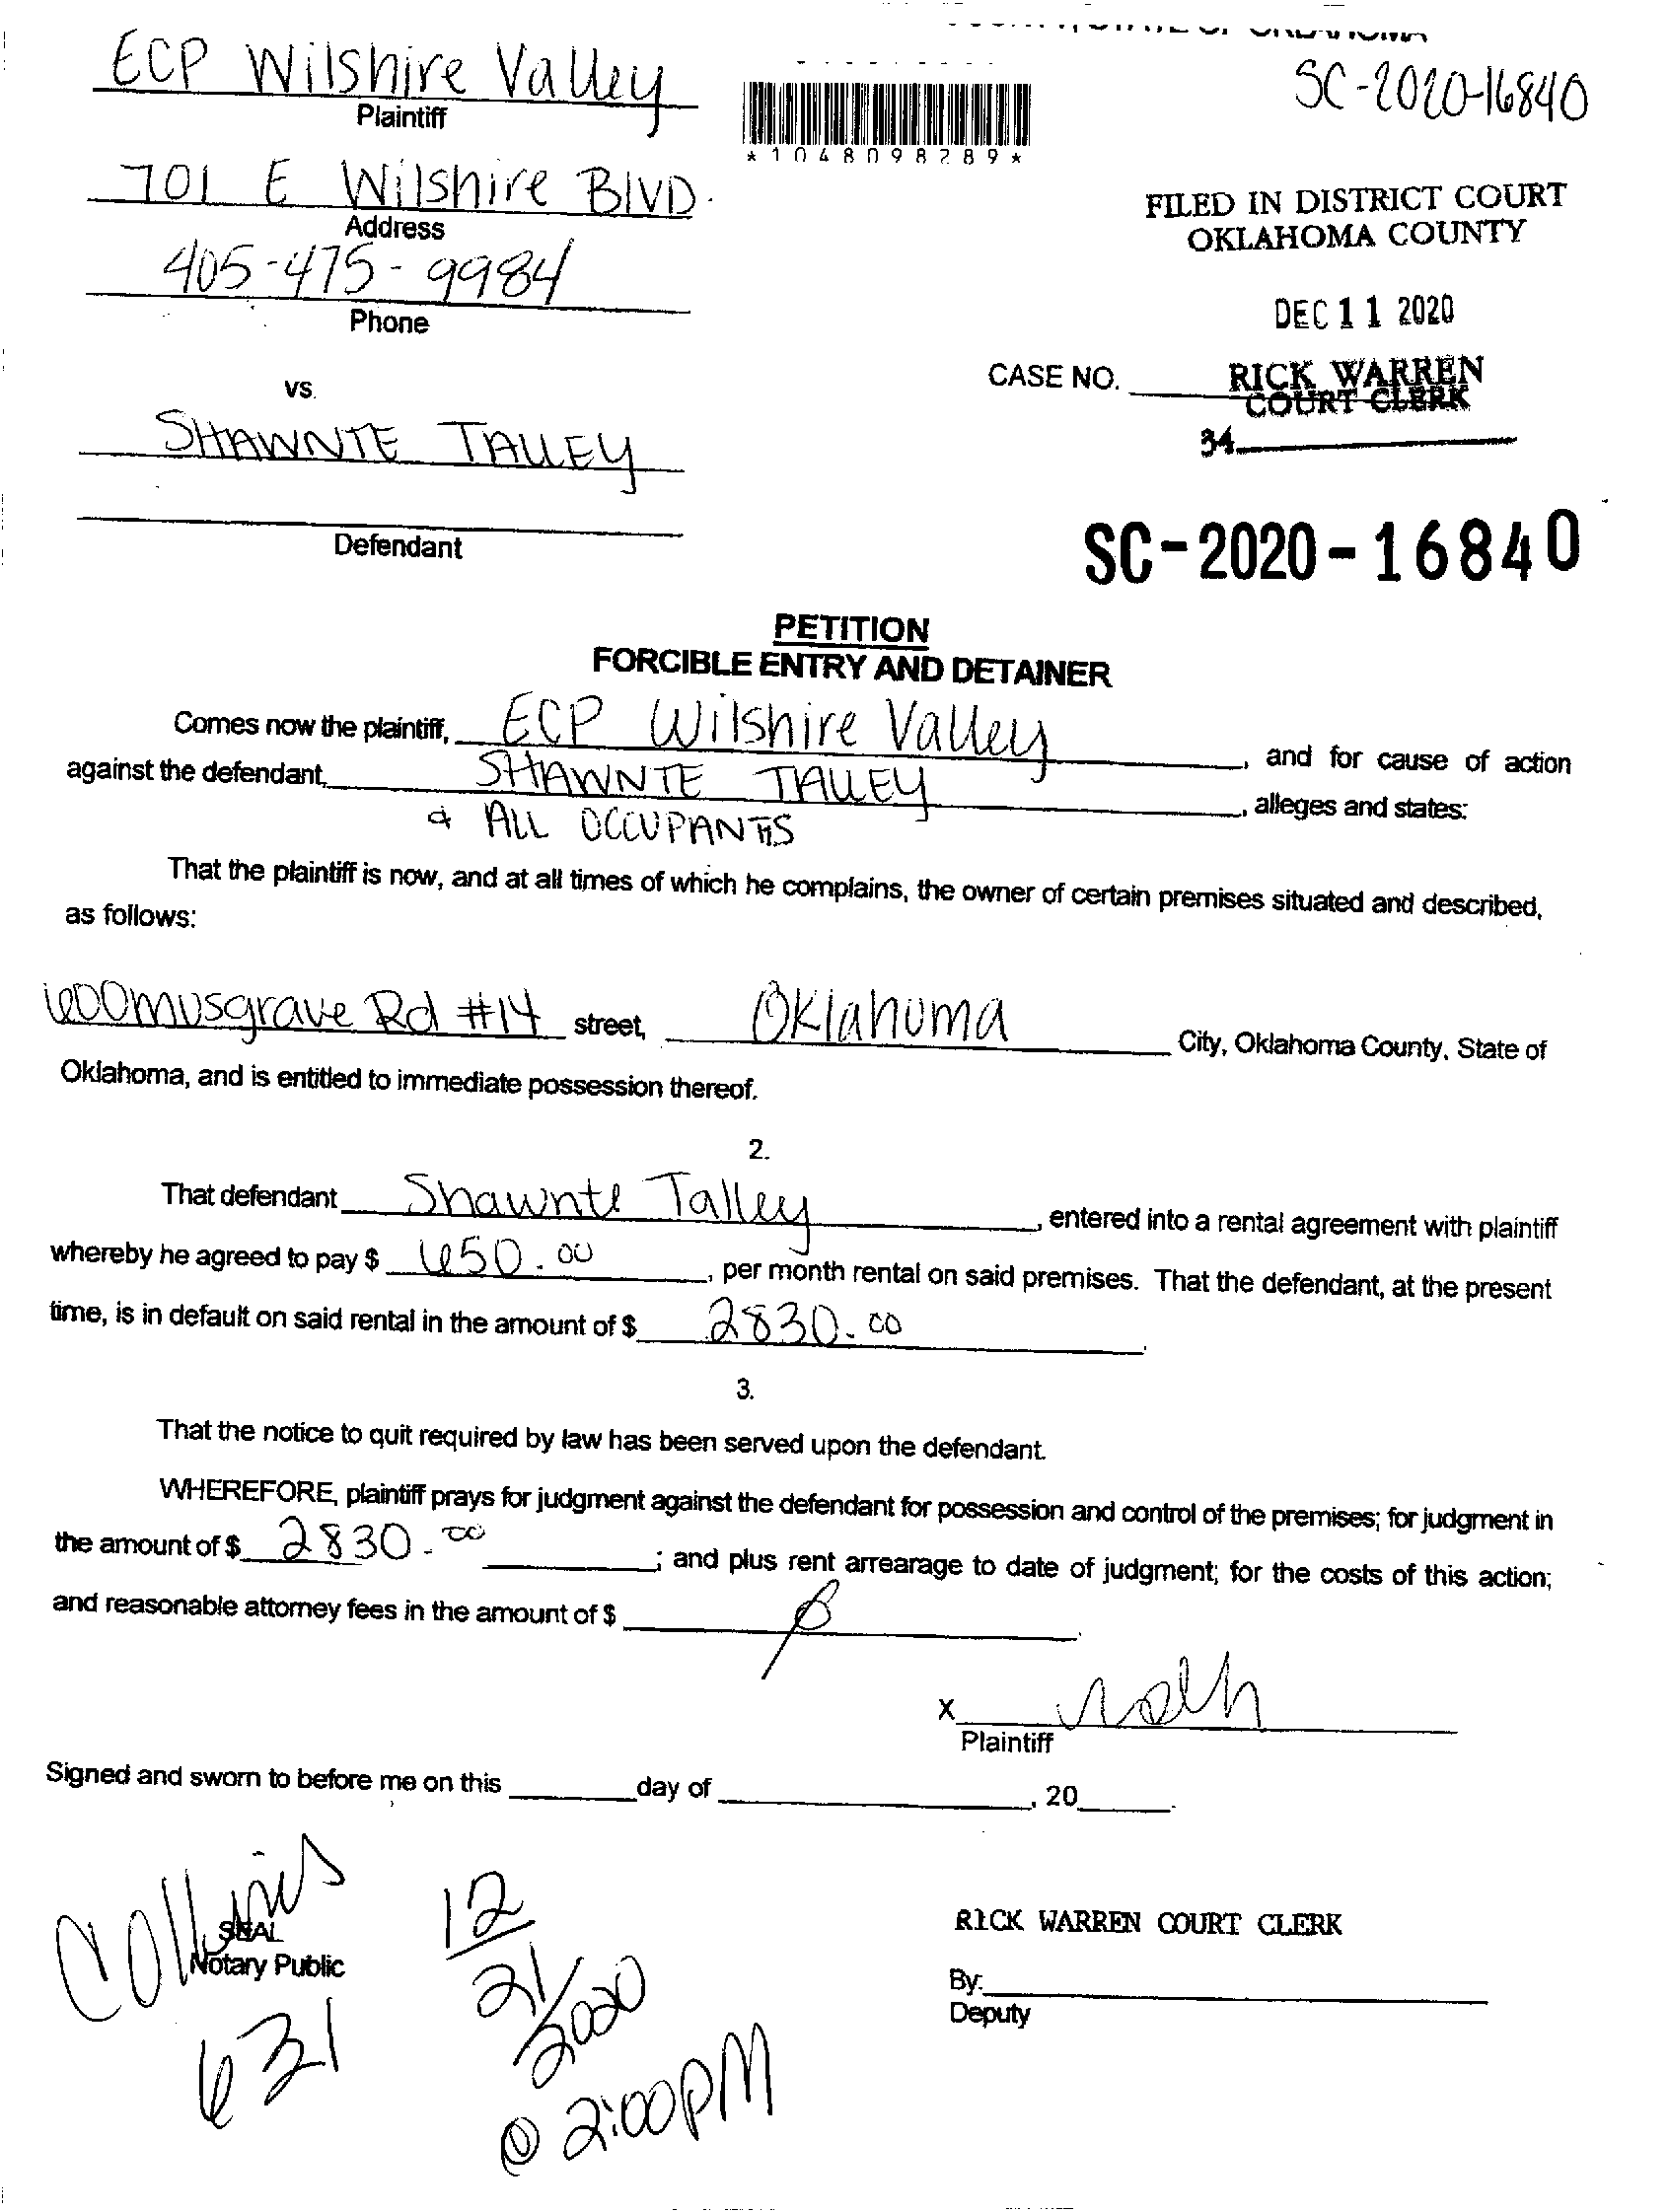 ECP Wilshire Valley
Plaintiff
701 E Wilshire BLVD.
Address
405-475-9984
Phone
vs.
SHAWNTE TALLEY
Defendant
*1048098289*
SC-2020-16840
FILED IN DISTRICT COURT
OKLAHOMA COUNTY
DEC 11 2020
CASE NO.
RICK WARREN
COURT CLERK
34
SC-2020-16840
PETITION
FORCIBLE ENTRY AND DETAINER
Comes now the plaintiff, ECP Wilshire Valley, and for cause of action
against the defendant, SHAWNTE TALLEY, alleges and states:
& ALL OCCUPANTS
That the plaintiff is now, and at all times of which he complains, the owner of certain premises situated and described,
as follows:
600 musgrave Rd #14 street, Oklahoma City, Oklahoma County, State of
Oklahoma, and is entitled to immediate possession thereof.
2.
That defendant Shawnte Talley, entered into a rental agreement with plaintiff
whereby he agreed to pay $ 650.00, per month rental on said premises. That the defendant, at the present
time, is in default on said rental in the amount of $ 2830.00.
3.
That the notice to quit required by law has been served upon the defendant.
WHEREFORE, plaintiff prays for judgment against the defendant for possession and control of the premises; for judgment in
the amount of $ 2830.00; and plus rent arrearage to date of judgment; for the costs of this action;
and reasonable attorney fees in the amount of $ Ø.
X
Plaintiff
Signed and sworn to before me on this day of , 20 .
Collins
SEAL
Notary Public
631
12/21/2020
@ 2:00PM
RICK WARREN COURT CLERK
By:
Deputy